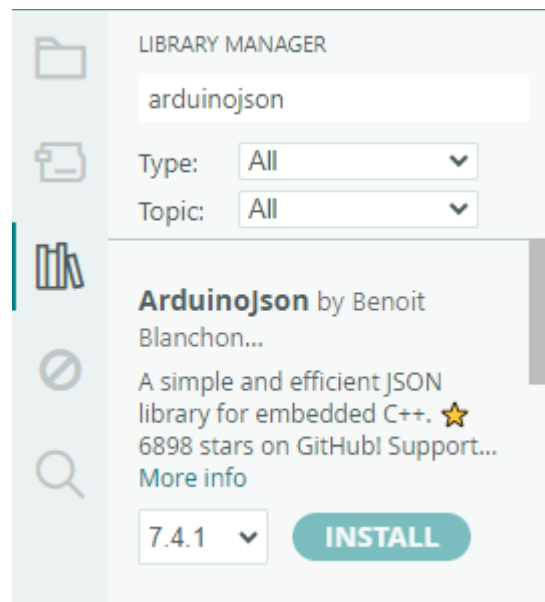 LIBRARY MANAGER
arduinojson
Type: All
Topic: All
ArduinoJson by Benoit
Blanchon...
A simple and efficient JSON
library for embedded C++. ⭐
6898 stars on GitHub! Support...
More info
7.4.1 INSTALL